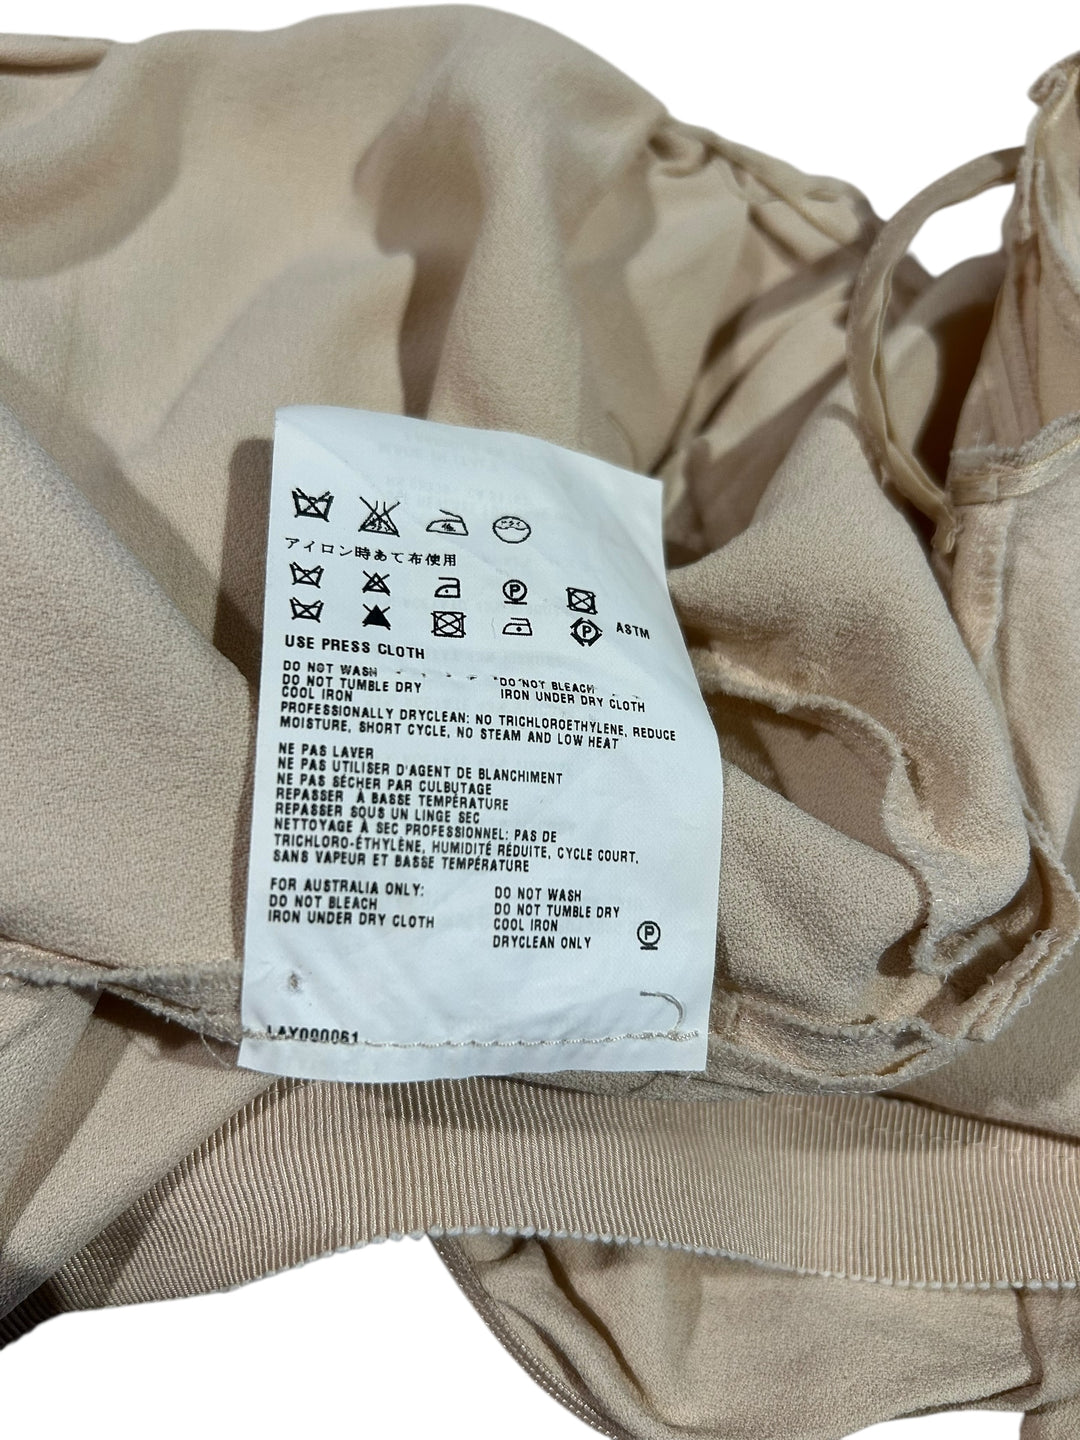 ドライ
アイロン時あて布使用
P
P
ASTM
USE PRESS CLOTH
DO NOT WASH
DO NOT BLEACH
DO NOT TUMBLE DRY
IRON UNDER DRY CLOTH
COOL IRON
PROFESSIONALLY DRYCLEAN: NO TRICHLOROETHYLENE, REDUCE
MOISTURE, SHORT CYCLE, NO STEAM AND LOW HEAT
NE PAS LAVER
NE PAS UTILISER D'AGENT DE BLANCHIMENT
NE PAS SÉCHER PAR CULBUTAGE
REPASSER À BASSE TEMPÉRATURE
REPASSER SOUS UN LINGE SEC
NETTOYAGE À SEC PROFESSIONNEL: PAS DE
TRICHLORO-ÉTHYLÈNE, HUMIDITÉ RÉDUITE, CYCLE COURT.
SANS VAPEUR ET BASSE TEMPÉRATURE
FOR AUSTRALIA ONLY:
DO NOT BLEACH
IRON UNDER DRY CLOTH
DO NOT WASH
DO NOT TUMBLE DRY
COOL IRON
DRYCLEAN ONLY
P
LAY000061